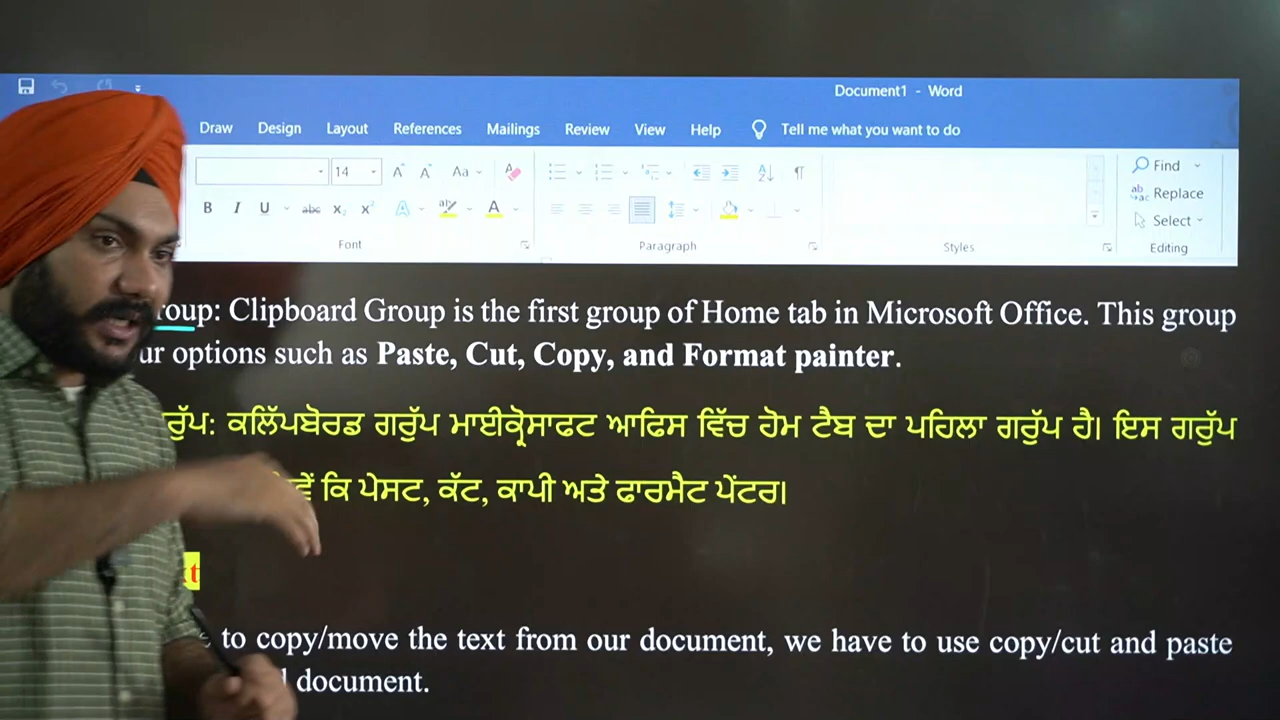 Document1 - Word
Draw Design Layout References Mailings Review View Help Tell me what you want to do
14 Aa Find
Replace
B I U abc X₂ X² A A Select
Font Paragraph Styles Editing
roup: Clipboard Group is the first group of Home tab in Microsoft Office. This group
ur options such as Paste, Cut, Copy, and Format painter.
ਰੁੱਪ: ਕਲਿੱਪਬੋਰਡ ਗਰੁੱਪ ਮਾਈਕ੍ਰੋਸਾਫਟ ਆਫਿਸ ਵਿੱਚ ਹੋਮ ਟੈਬ ਦਾ ਪਹਿਲਾ ਗਰੁੱਪ ਹੈ। ਇਸ ਗਰੁੱਪ
ਵੇਂ ਕਿ ਪੇਸਟ, ਕੱਟ, ਕਾਪੀ ਅਤੇ ਫਾਰਮੈਟ ਪੇਂਟਰ।
t
to copy/move the text from our document, we have to use copy/cut and paste
document.